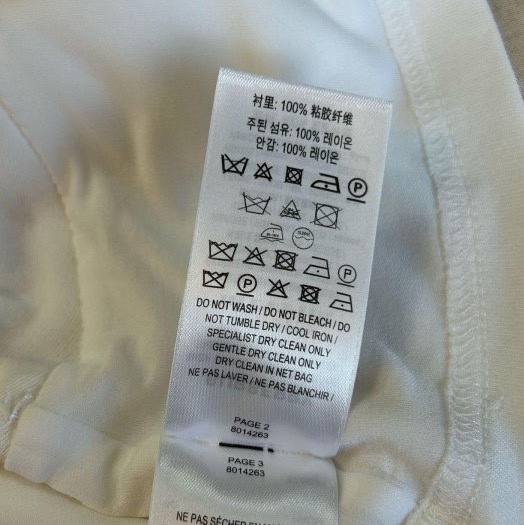 衬里: 100% 粘胶纤维
주된 섬유: 100% 레이온
안감: 100% 레이온
P
P
P
DO NOT WASH / DO NOT BLEACH / DO
NOT TUMBLE DRY / COOL IRON /
SPECIALIST DRY CLEAN ONLY
GENTLE DRY CLEAN ONLY
DRY CLEAN IN NET BAG
NE PAS LAVER / NE PAS BLANCHIR /
PAGE 2
8014263
PAGE 3
8014263